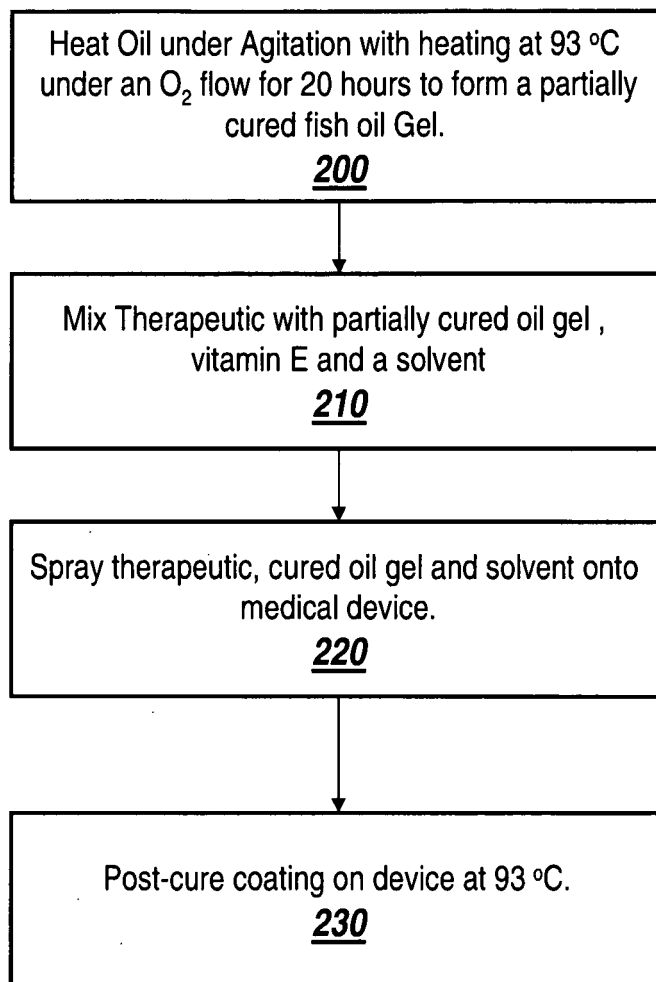 Heat Oil under Agitation with heating at 93 ºC
under an O₂ flow for 20 hours to form a partially
cured fish oil Gel.
200
Mix Therapeutic with partially cured oil gel ,
vitamin E and a solvent
210
Spray therapeutic, cured oil gel and solvent onto
medical device.
220
Post-cure coating on device at 93 ºC.
230